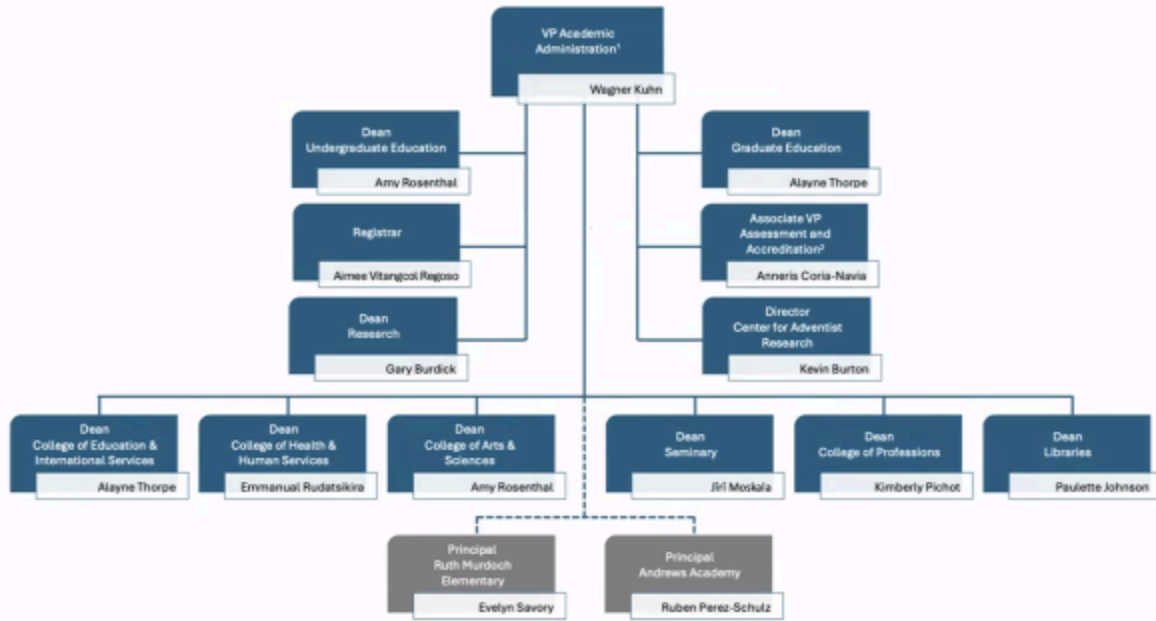 VP Academic
Administration¹
Wagner Kuhn
Dean
Undergraduate Education
Amy Rosenthal
Dean
Graduate Education
Alayne Thorpe
Registrar
Aimee Vitangcol Regoso
Associate VP
Assessment and
Accreditation²
Anneris Coria-Navia
Dean
Research
Gary Burdick
Director
Center for Adventist
Research
Kevin Burton
Dean
College of Education &
International Services
Alayne Thorpe
Dean
College of Health &
Human Services
Emmanual Rudatsikira
Dean
College of Arts &
Sciences
Amy Rosenthal
Dean
Seminary
Jiří Moskala
Dean
College of Professions
Kimberly Pichot
Dean
Libraries
Paulette Johnson
Principal
Ruth Murdoch
Elementary
Evelyn Savory
Principal
Andrews Academy
Ruben Perez-Schulz